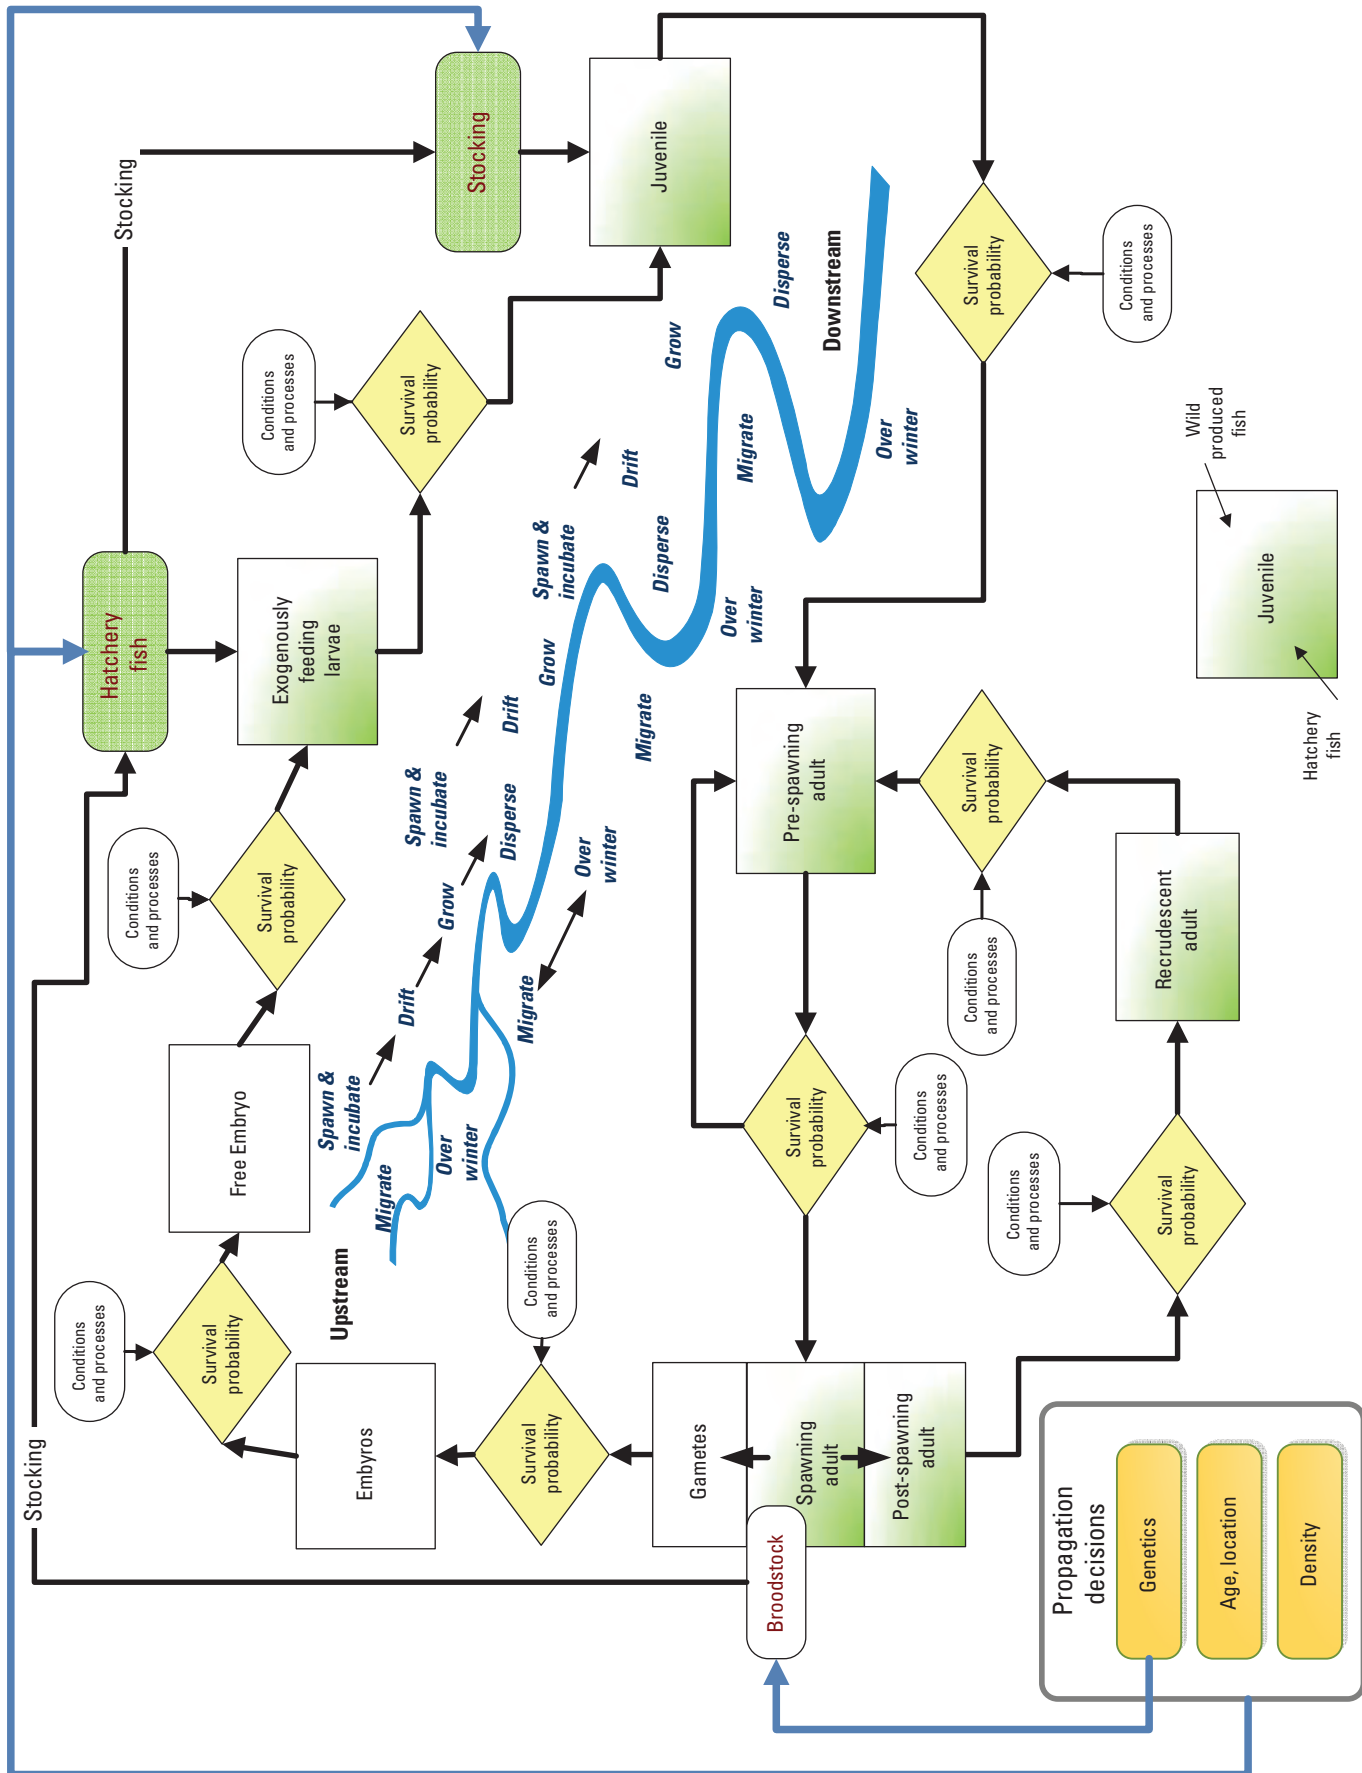 Stocking
Stocking
Hatchery
fish
Stocking
Conditions
and processes
Survival
probability
Free Embryo
Conditions
and processes
Survival
probability
Exogenously
feeding
larvae
Conditions
and processes
Survival
probability
Juvenile
Embyros
Conditions
and processes
Survival
probability
Upstream
Migrate
Spawn &
incubate
Over
winter
Drift
Grow
Disperse
Migrate
Over
winter
Spawn &
incubate
Drift
Grow
Migrate
Spawn &
incubate
Drift
Disperse
Over
winter
Grow
Migrate
Disperse
Over
winter
Downstream
Gametes
Spawning
adult
Post-spawning
adult
Broodstock
Survival
probability
Conditions
and processes
Pre-spawning
adult
Survival
probability
Conditions
and processes
Survival
probability
Conditions
and processes
Recrudescent
adult
Survival
probability
Conditions
and processes
Propagation
decisions
Genetics
Age, location
Density
Juvenile
Hatchery
fish
Wild
produced
fish